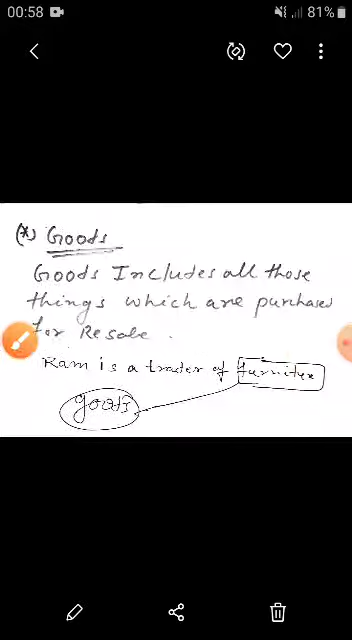 00:58 81%
(*) Goods
Goods Includes all those
things which are purchased
for Resale.
Ram is a trader of furniture
goods